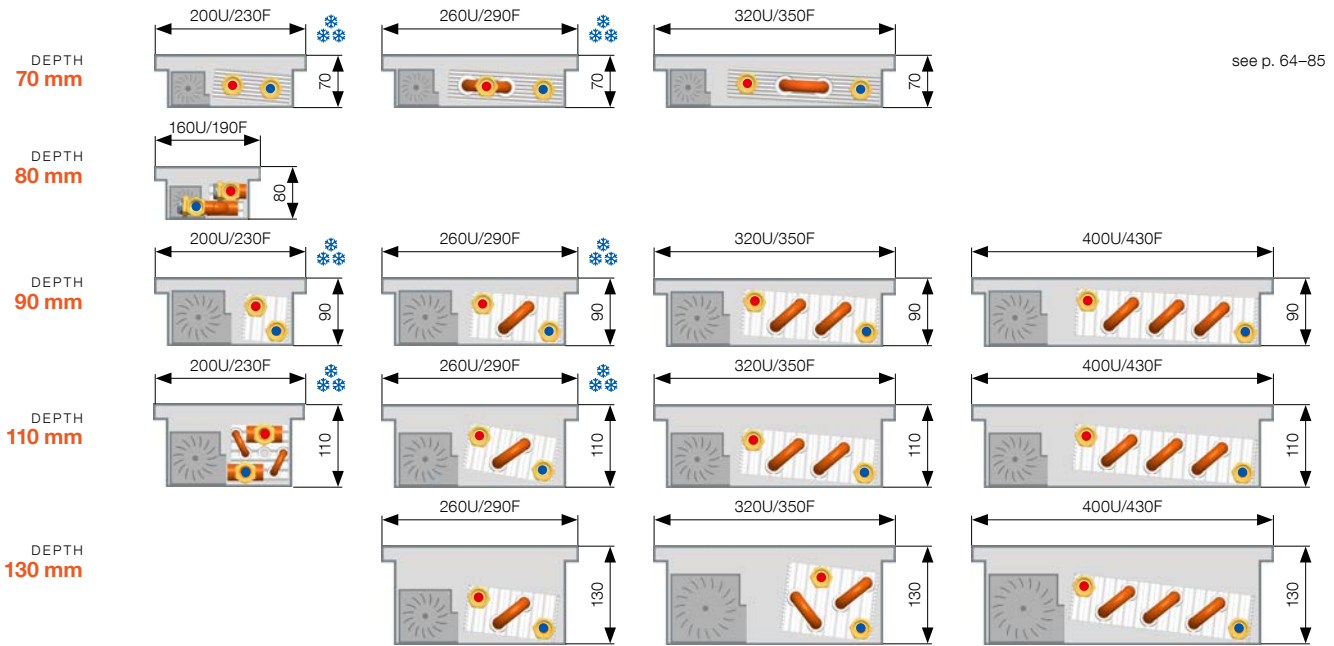 200U/230F
260U/290F
320U/350F
DEPTH
70 mm
70
70
70
see p. 64–85
160U/190F
DEPTH
80 mm
80
200U/230F
260U/290F
320U/350F
400U/430F
DEPTH
90 mm
90
90
90
90
200U/230F
260U/290F
320U/350F
400U/430F
DEPTH
110 mm
110
110
110
110
260U/290F
320U/350F
400U/430F
DEPTH
130 mm
130
130
130